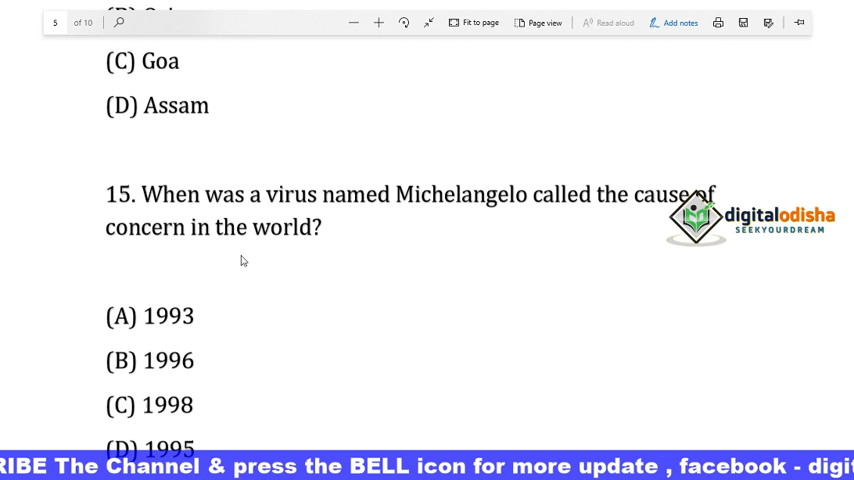 5 of 10 Fit to page Page view Read aloud Add notes
(C) Goa
(D) Assam
15. When was a virus named Michelangelo called the cause of
concern in the world?
digitalodisha
SEEKYOURDREAM
(A) 1993
(B) 1996
(C) 1998
(D) 1995
RIBE The Channel & press the BELL icon for more update , facebook - digit